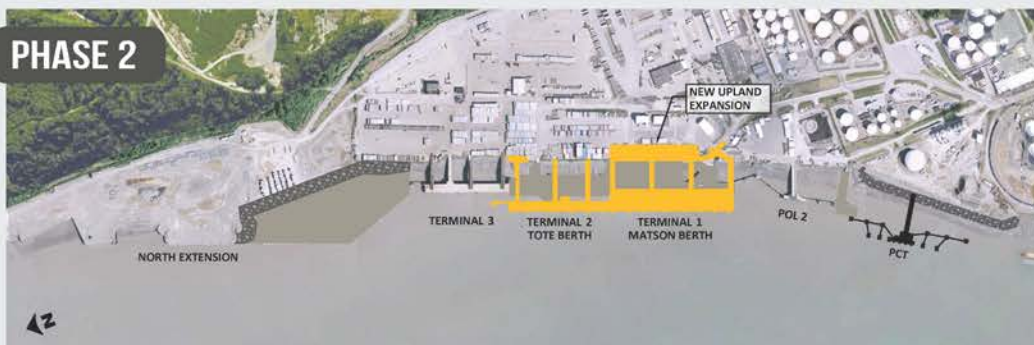 PHASE 2
NEW UPLAND
EXPANSION
TERMINAL 3
TERMINAL 2
TOTE BERTH
TERMINAL 1
MATSON BERTH
POL 2
PCT
NORTH EXTENSION
N